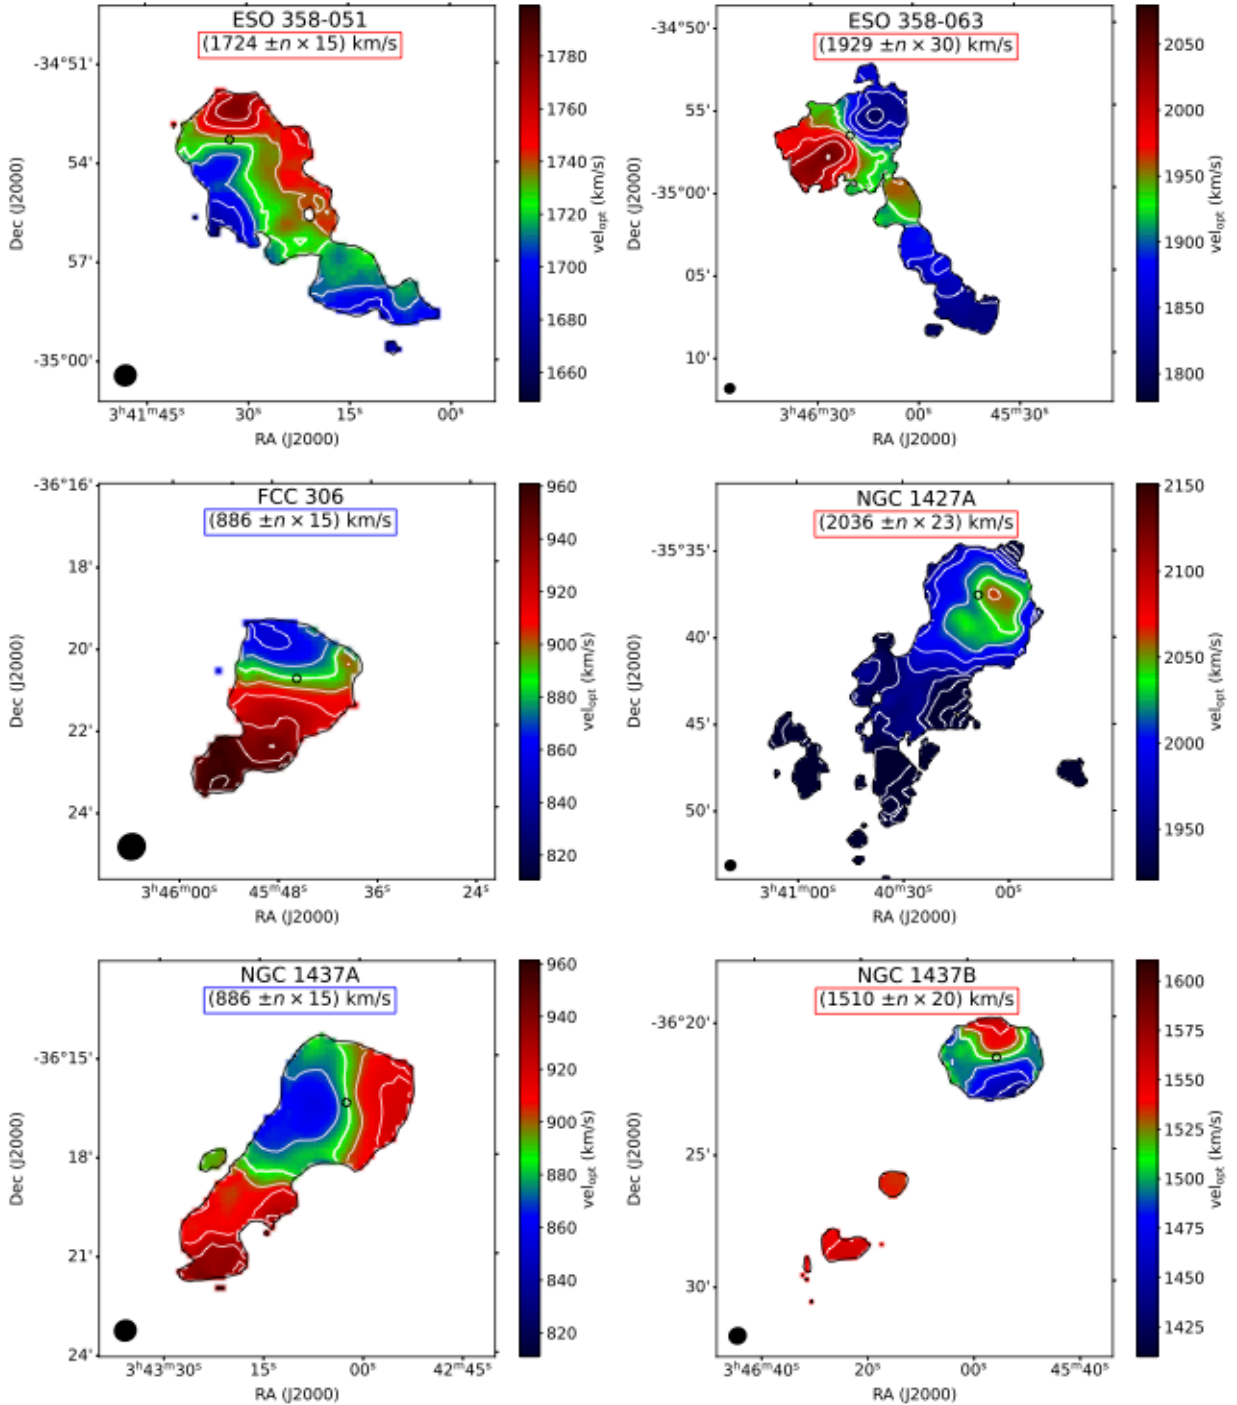 ESO 358-051
(1724 ±n × 15) km/s
-34°51'
54'
57'
-35°00'
Dec (J2000)
3ʰ41ᵐ45ˢ
30ˢ
15ˢ
00ˢ
RA (J2000)
1780
1760
1740
1720
1700
1680
1660
vel_opt (km/s)
ESO 358-063
(1929 ±n × 30) km/s
-34°50'
55'
-35°00'
05'
10'
Dec (J2000)
3ʰ46ᵐ30ˢ
00ˢ
45ᵐ30ˢ
RA (J2000)
2050
2000
1950
1900
1850
1800
vel_opt (km/s)
FCC 306
(886 ±n × 15) km/s
-36°16'
18'
20'
22'
24'
Dec (J2000)
3ʰ46ᵐ00ˢ
45ᵐ48ˢ
36ˢ
24ˢ
RA (J2000)
960
940
920
900
880
860
840
820
vel_opt (km/s)
NGC 1427A
(2036 ±n × 23) km/s
-35°35'
40'
45'
50'
Dec (J2000)
3ʰ41ᵐ00ˢ
40ᵐ30ˢ
00ˢ
RA (J2000)
2150
2100
2050
2000
1950
vel_opt (km/s)
NGC 1437A
(886 ±n × 15) km/s
-36°15'
18'
21'
24'
Dec (J2000)
3ʰ43ᵐ30ˢ
15ˢ
00ˢ
42ᵐ45ˢ
RA (J2000)
960
940
920
900
880
860
840
820
vel_opt (km/s)
NGC 1437B
(1510 ±n × 20) km/s
-36°20'
25'
30'
Dec (J2000)
3ʰ46ᵐ40ˢ
20ˢ
00ˢ
45ᵐ40ˢ
RA (J2000)
1600
1575
1550
1525
1500
1475
1450
1425
vel_opt (km/s)